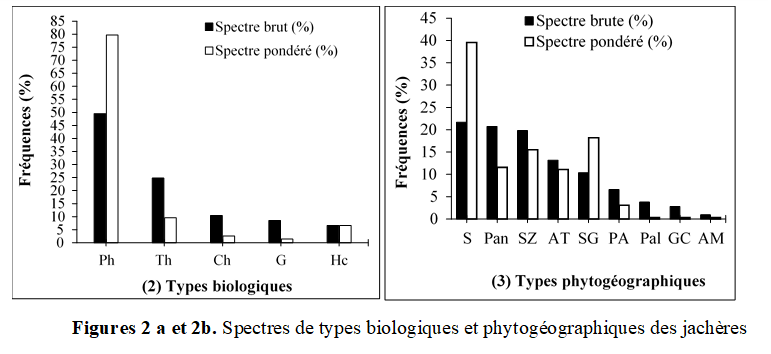 Spectre brut (%)
Spectre pondéré (%)
Fréquences (%)
85
80
75
70
65
60
55
50
45
40
35
30
25
20
15
10
5
0
Ph Th Ch G Hc
(2) Types biologiques
Spectre brute (%)
Spectre pondéré (%)
Fréquences (%)
45
40
35
30
25
20
15
10
5
0
S Pan SZ AT SG PA Pal GC AM
(3) Types phytogéographiques
Figures 2 a et 2b. Spectres de types biologiques et phytogéographiques des jachères